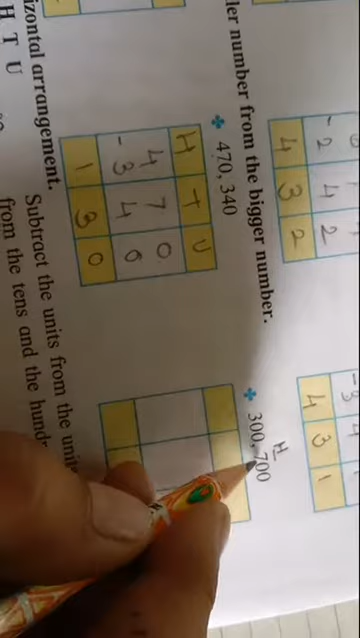 ler number from the bigger number.
- 2 4 2
4 3 2
4 3 1
470, 340
H T U
4 7 0
- 3 4 0
1 3 0
H
300, 700
izontal arrangement.
Subtract the units from the unit
H T U
from the tens and the hund